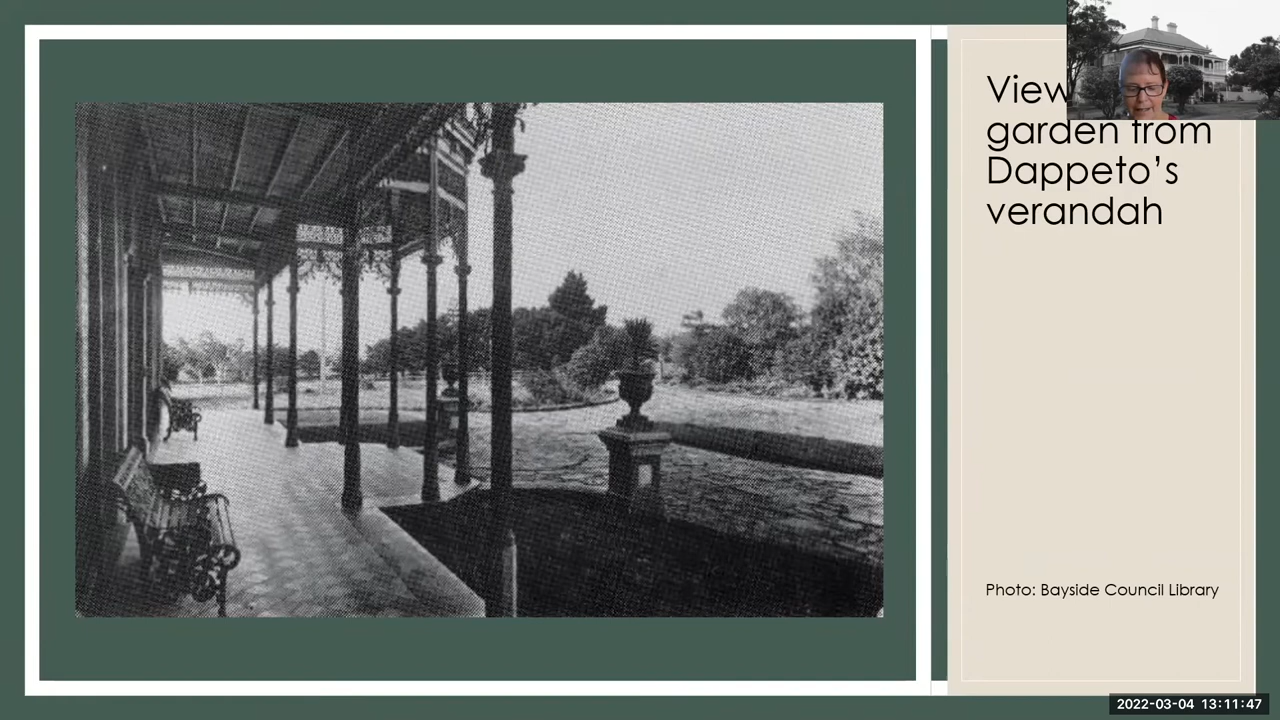 View
garden from
Dappeto's
verandah
Photo: Bayside Council Library
2022-03-04 13:11:47